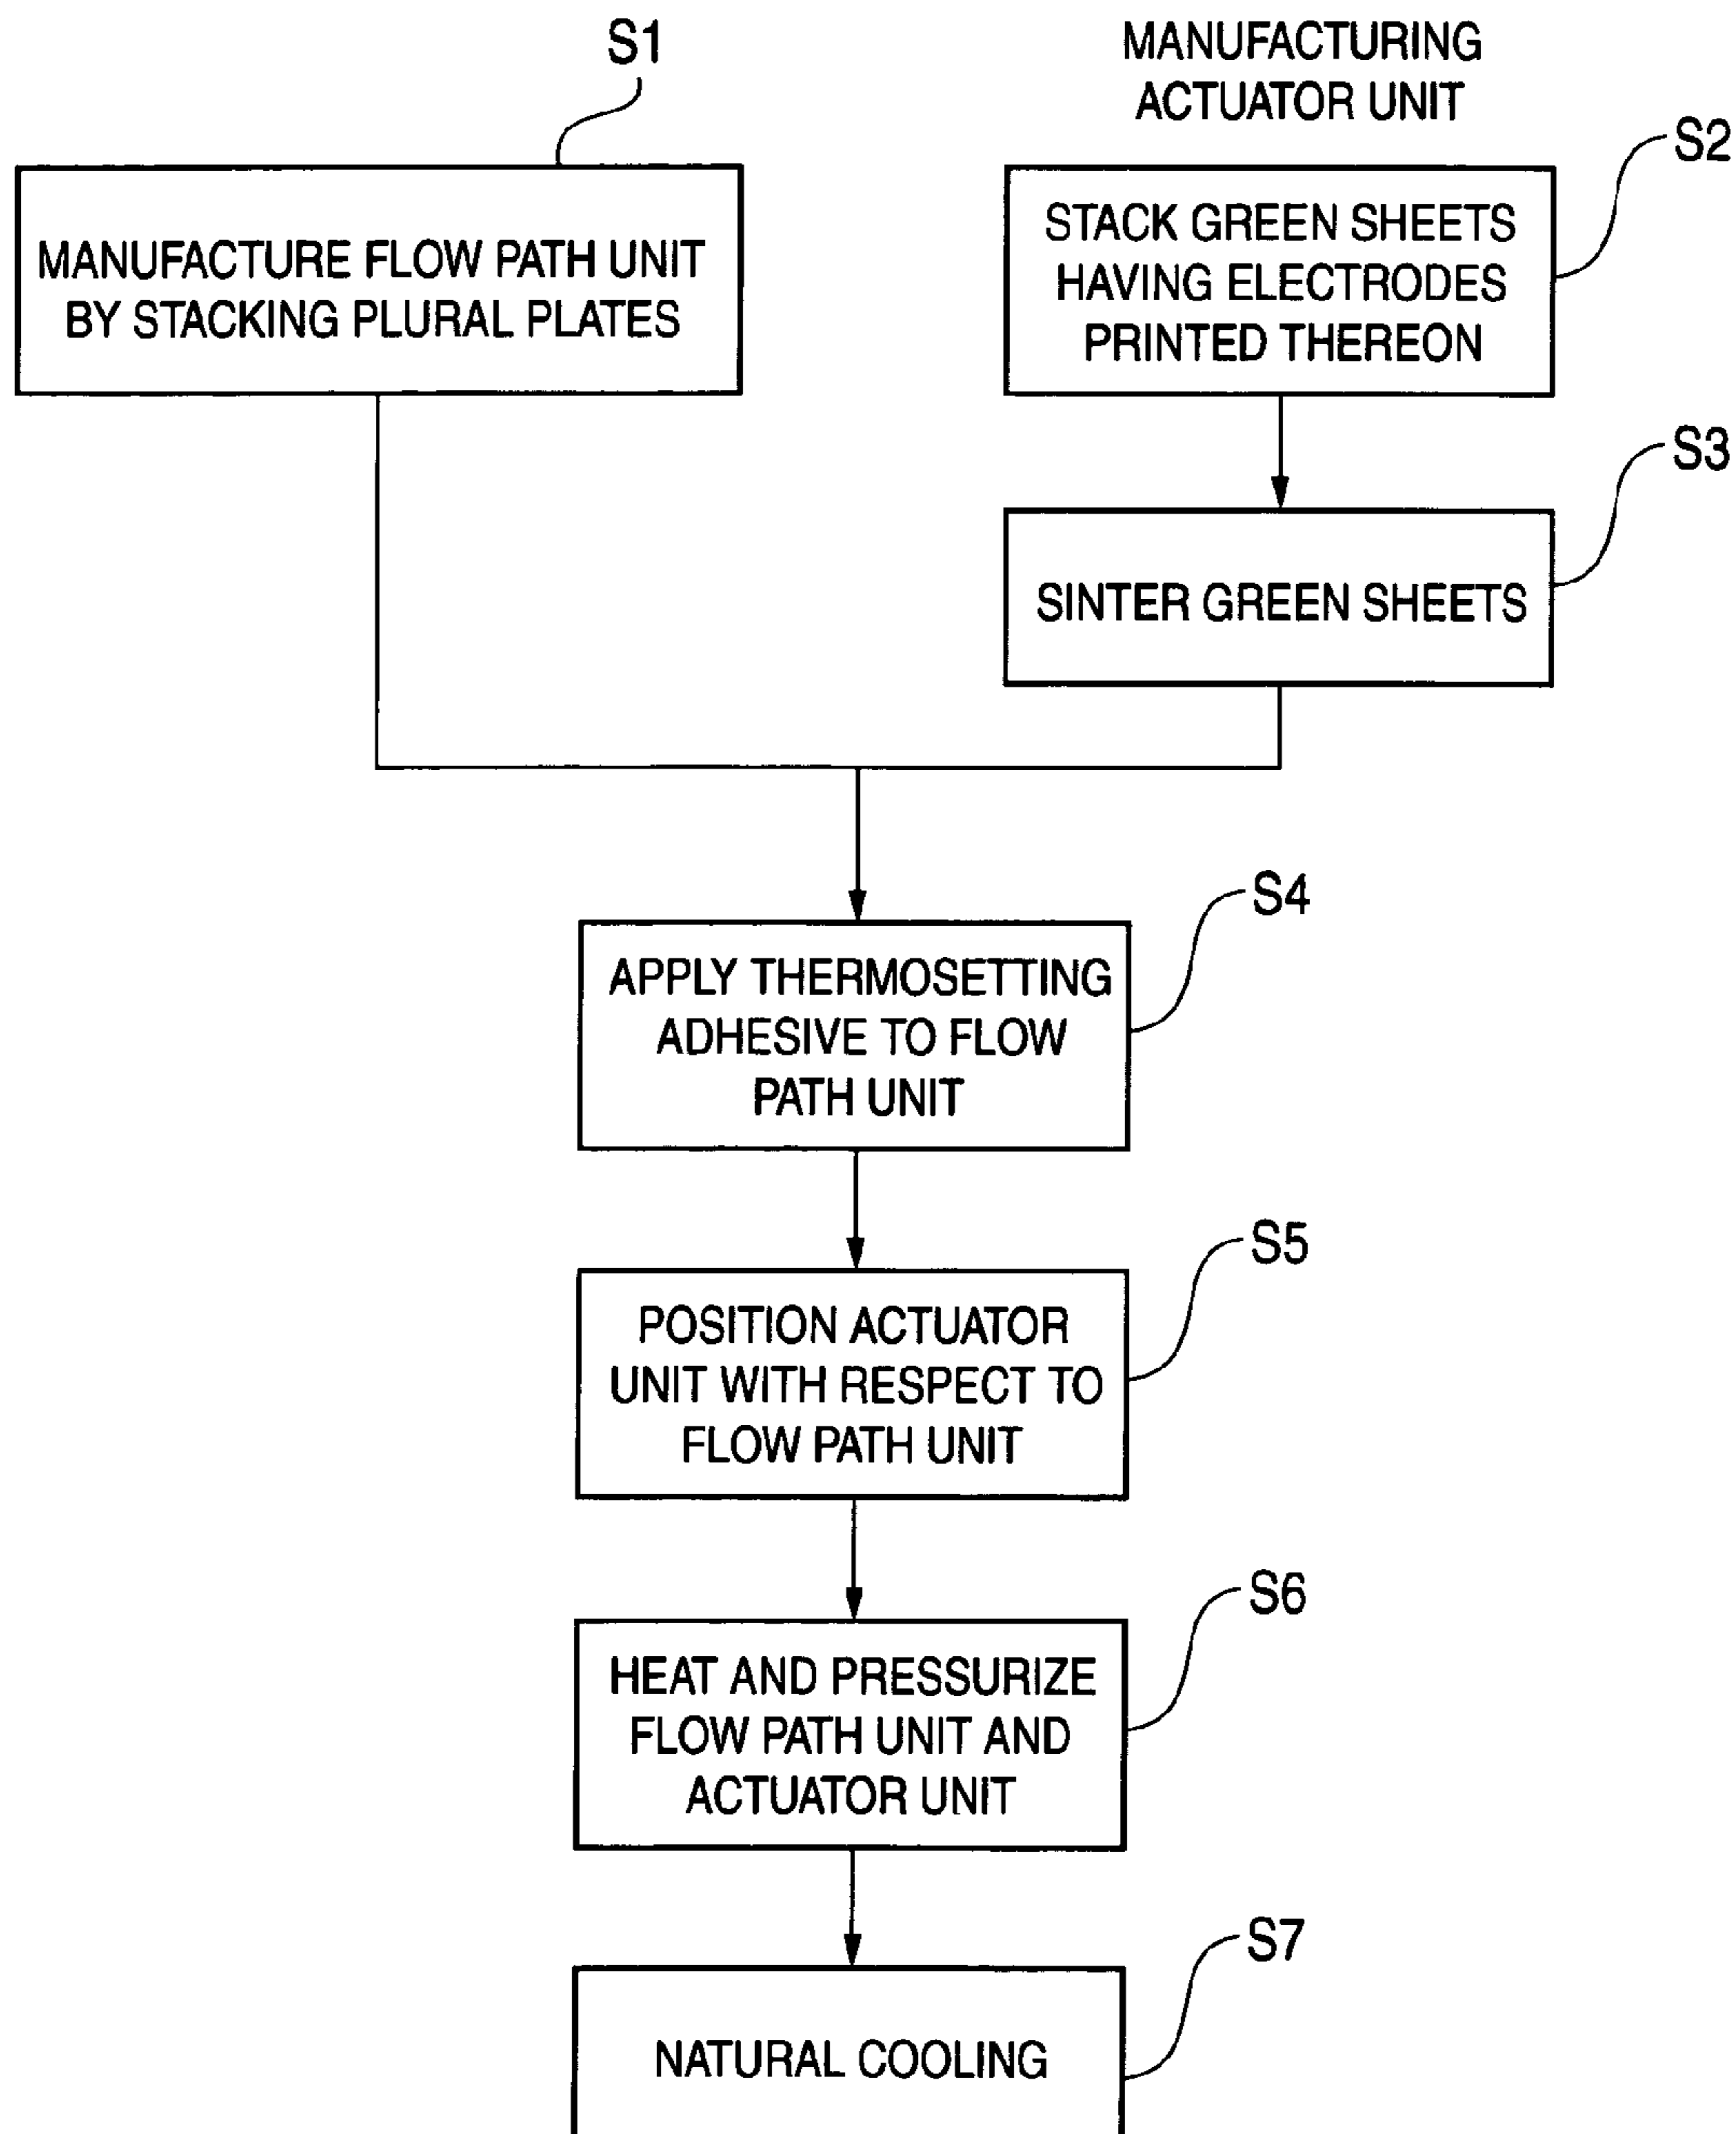 S1
MANUFACTURE FLOW PATH UNIT
BY STACKING PLURAL PLATES
MANUFACTURING
ACTUATOR UNIT
S2
STACK GREEN SHEETS
HAVING ELECTRODES
PRINTED THEREON
S3
SINTER GREEN SHEETS
S4
APPLY THERMOSETTING
ADHESIVE TO FLOW
PATH UNIT
S5
POSITION ACTUATOR
UNIT WITH RESPECT TO
FLOW PATH UNIT
S6
HEAT AND PRESSURIZE
FLOW PATH UNIT AND
ACTUATOR UNIT
S7
NATURAL COOLING